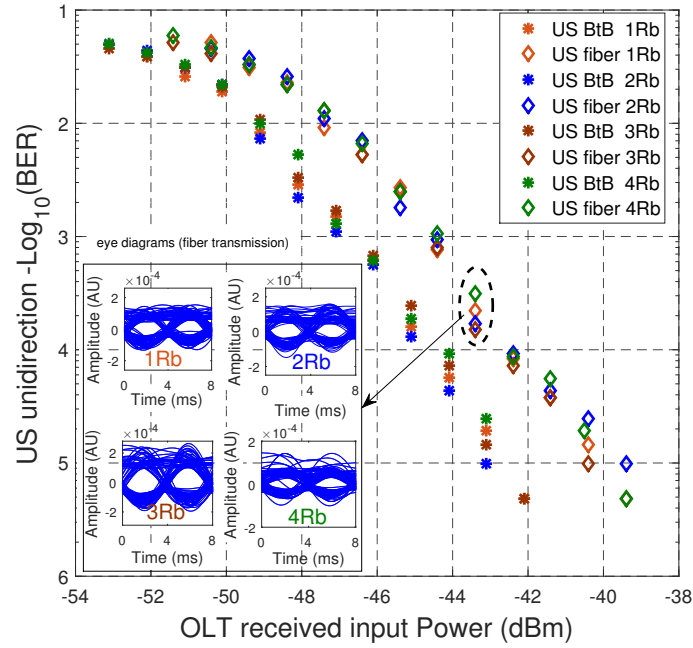 US unidirection -Log10(BER)
1
2
3
4
5
6
-54
-52
-50
-48
-46
-44
-42
-40
-38
OLT received input Power (dBm)
US BtB 1Rb
US fiber 1Rb
US BtB 2Rb
US fiber 2Rb
US BtB 3Rb
US fiber 3Rb
US BtB 4Rb
US fiber 4Rb
eye diagrams (fiber transmission)
×10-4
Amplitude (AU)
2
0
-2
1Rb
0 4 8
Time (ms)
×10-4
Amplitude (AU)
2
0
-2
2Rb
0 4 8
Time (ms)
×10-4
Amplitude (AU)
2
0
-2
3Rb
0 4 8
Time (ms)
×10-4
Amplitude (AU)
2
0
-2
4Rb
0 4 8
Time (ms)